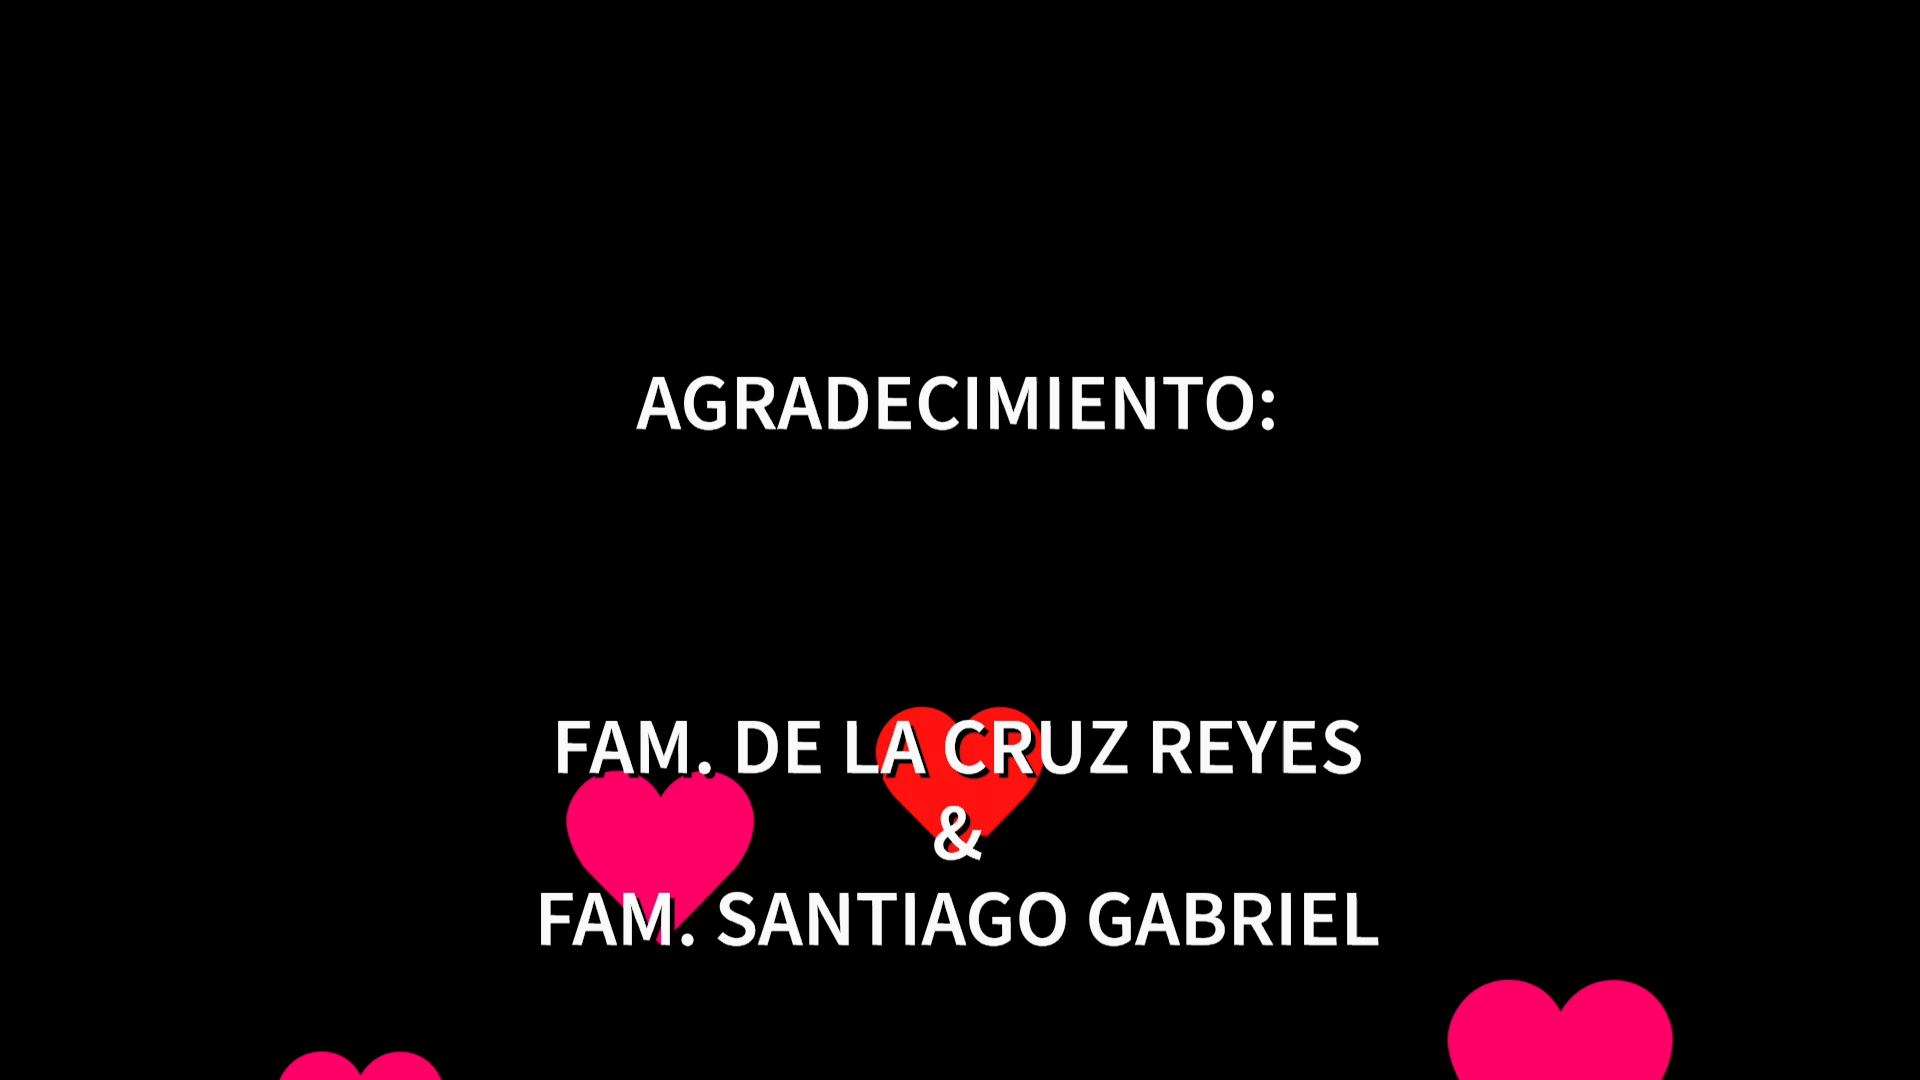 AGRADECIMIENTO:
FAM. DE LA CRUZ REYES
&
FAM. SANTIAGO GABRIEL